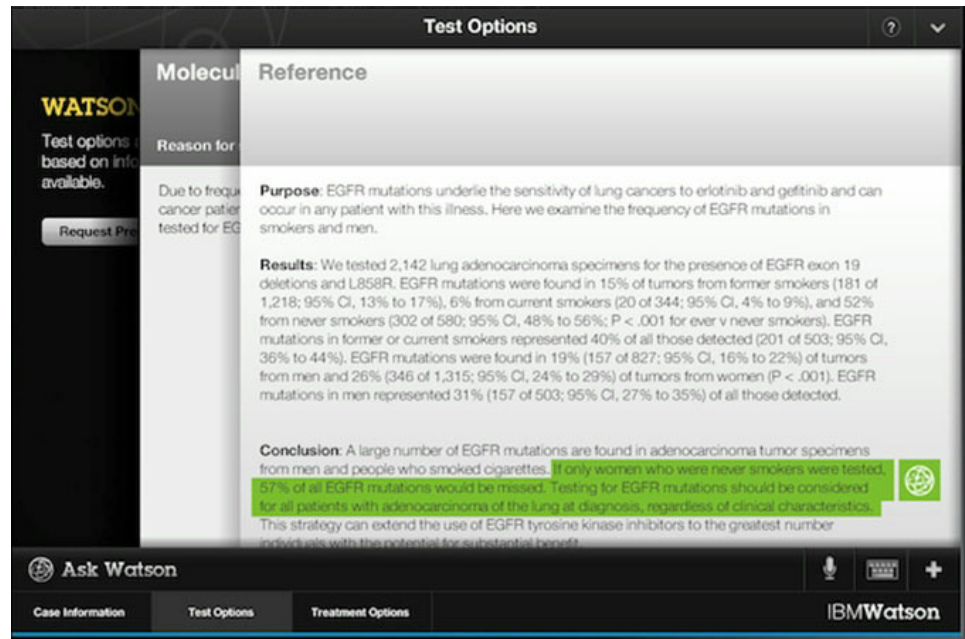 Test Options
?
WATSON
Test options
based on info
available.
Request Pre
Molecul
Reason for
Due to frequ
cancer patien
tested for EG
Reference
Purpose: EGFR mutations underlie the sensitivity of lung cancers to erlotinib and gefitinib and can
occur in any patient with this illness. Here we examine the frequency of EGFR mutations in
smokers and men.
Results: We tested 2,142 lung adenocarcinoma specimens for the presence of EGFR exon 19
deletions and L858R. EGFR mutations were found in 15% of tumors from former smokers (181 of
1,218; 95% CI, 13% to 17%), 6% from current smokers (20 of 344; 95% CI, 4% to 9%), and 52%
from never smokers (302 of 580; 95% CI, 48% to 56%; P < .001 for ever v never smokers). EGFR
mutations in former or current smokers represented 40% of all those detected (201 of 503; 95% CI,
36% to 44%). EGFR mutations were found in 19% (157 of 827; 95% CI, 16% to 22%) of tumors
from men and 26% (346 of 1,315; 95% CI, 24% to 29%) of tumors from women (P < .001). EGFR
mutations in men represented 31% (157 of 503; 95% CI, 27% to 35%) of all those detected.
Conclusion: A large number of EGFR mutations are found in adenocarcinoma tumor specimens
from men and people who smoked cigarettes. If only women who were never smokers were tested,
57% of all EGFR mutations would be missed. Testing for EGFR mutations should be considered
for all patients with adenocarcinoma of the lung at diagnosis, regardless of clinical characteristics.
This strategy can extend the use of EGFR tyrosine kinase inhibitors to the greatest number
individuals with the potential for substantial benefit.
Ask Watson
Case Information
Test Options
Treatment Options
IBMWatson